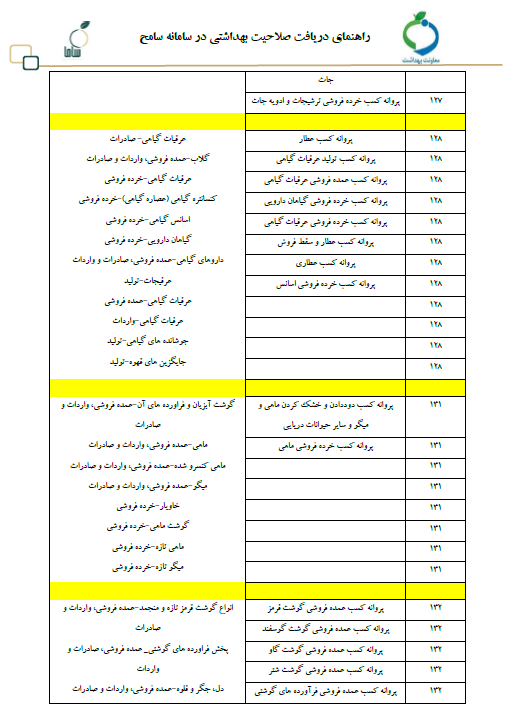 راهنمای دریافت صلاحیت بهداشتی در سامانه سامح
ساما
معاونت بهداشت
جات
۱۲۷ پروانه کسب خرده فروشی ترشیجات و ادویه جات
۱۲۸ پروانه کسب عطار عرقیات گیاهی- صادرات
۱۲۸ پروانه کسب تولید عرقیات گیاهی گلاب-عمده فروشی، واردات و صادرات
۱۲۸ پروانه کسب عمده فروشی عرقیات گیاهی عرقیات گیاهی-خرده فروشی
۱۲۸ پروانه کسب خرده فروشی گیاهان دارویی کنسانتره گیاهی (عصاره گیاهی)-خرده فروشی
۱۲۸ پروانه کسب خرده فروشی عرقیات گیاهی اسانس گیاهی-خرده فروشی
۱۲۸ پروانه کسب عطار و سقط فروش گیاهان دارویی-خرده فروشی
۱۲۸ پروانه کسب عطاری داروهای گیاهی-عمده فروشی، صادرات و واردات
۱۲۸ پروانه کسب خرده فروشی اسانس عرقیجات-تولید
۱۲۸ عرقیات گیاهی-عمده فروشی
۱۲۸ عرقیات گیاهی-واردات
۱۲۸ جوشانده های گیاهی-تولید
۱۲۸ جایگزین های قهوه-تولید
۱۳۱ پروانه کسب دوددادن و خشک کردن ماهی و گوشت آبزیان و فراورده های آن-عمده فروشی، واردات و
میگو و سایر حیوانات دریایی صادرات
۱۳۱ پروانه کسب خرده فروشی ماهی ماهی-عمده فروشی، واردات و صادرات
۱۳۱ ماهی کنسرو شده-عمده فروشی، واردات و صادرات
۱۳۱ میگو-عمده فروشی، واردات و صادرات
۱۳۱ خاویار-خرده فروشی
۱۳۱ گوشت ماهی-خرده فروشی
۱۳۱ ماهی تازه-خرده فروشی
۱۳۱ میگو تازه-خرده فروشی
۱۳۲ پروانه کسب عمده فروشی گوشت قرمز انواع گوشت قرمز تازه و منجمد-عمده فروشی، واردات و
۱۳۲ پروانه کسب عمده فروشی گوشت گوسفند صادرات
۱۳۲ پروانه کسب عمده فروشی گوشت گاو پخش فراورده های گوشتی_ عمده فروشی، صادرات و
۱۳۲ پروانه کسب عمده فروشی گوشت شتر واردات
۱۳۲ پروانه کسب عمده فروشی فرآورده های گوشتی دل، جگر و قلوه-عمده فروشی، واردات و صادرات